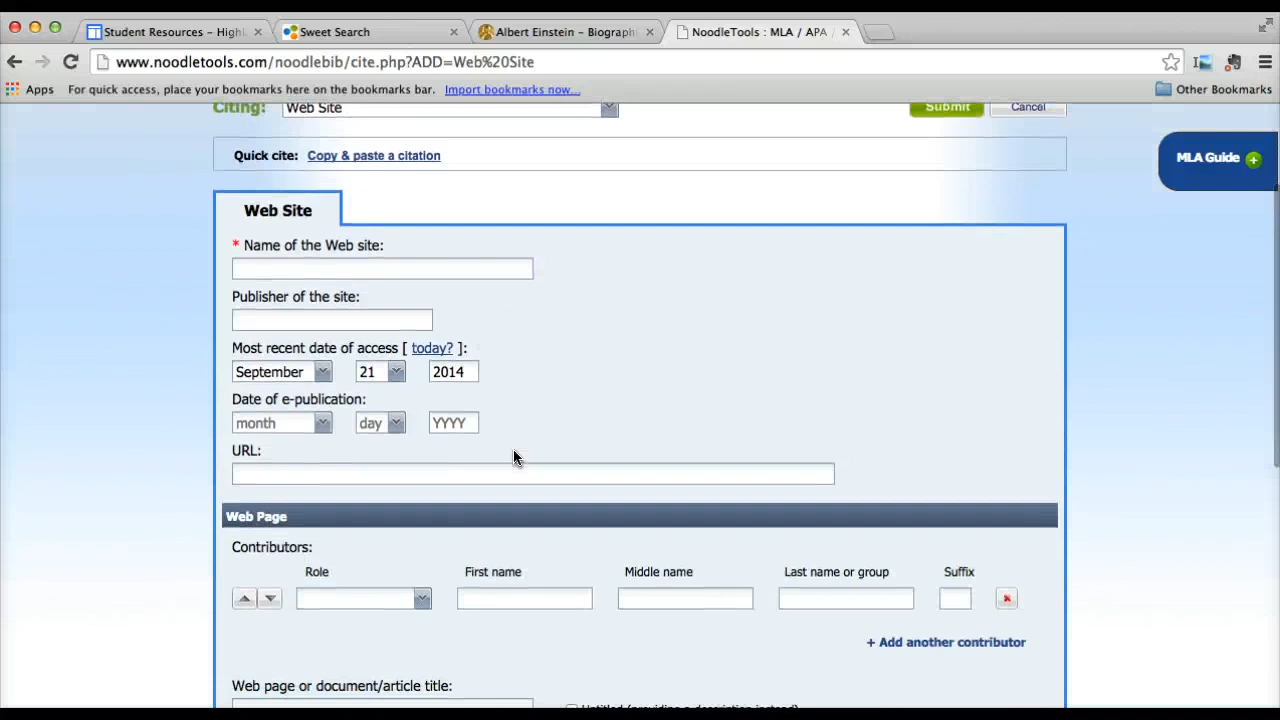 Student Resources – Highl
Sweet Search
Albert Einstein – Biograph
NoodleTools : MLA / APA
www.noodletools.com/noodlebib/cite.php?ADD=Web%20Site
Apps For quick access, place your bookmarks here on the bookmarks bar. Import bookmarks now... Other Bookmarks
Citing: Web Site Submit Cancel
Quick cite: Copy & paste a citation
MLA Guide
Web Site
* Name of the Web site:
Publisher of the site:
Most recent date of access [ today? ]:
September 21 2014
Date of e-publication:
month day YYYY
URL:
Web Page
Contributors:
Role First name Middle name Last name or group Suffix
+ Add another contributor
Web page or document/article title:
Untitled (providing a description instead)